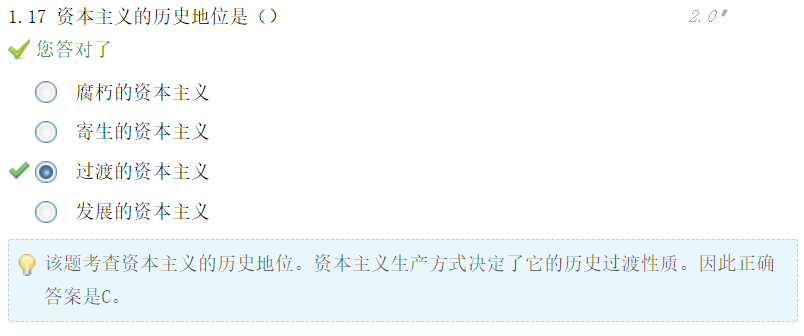 1.17 资本主义的历史地位是（） 2.0'
您答对了
腐朽的资本主义
寄生的资本主义
过渡的资本主义
发展的资本主义
该题考查资本主义的历史地位。资本主义生产方式决定了它的历史过渡性质。因此正确
答案是C。